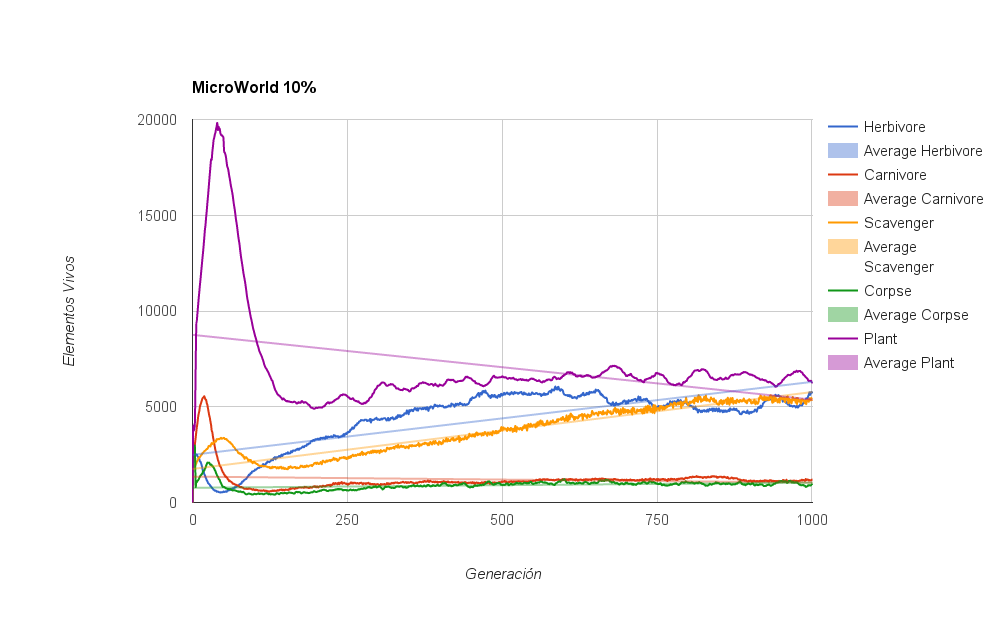 MicroWorld 10%
20000
15000
10000
5000
0
Elementos Vivos
0
250
500
750
1000
Generación
Herbivore
Average Herbivore
Carnivore
Average Carnivore
Scavenger
Average
Scavenger
Corpse
Average Corpse
Plant
Average Plant